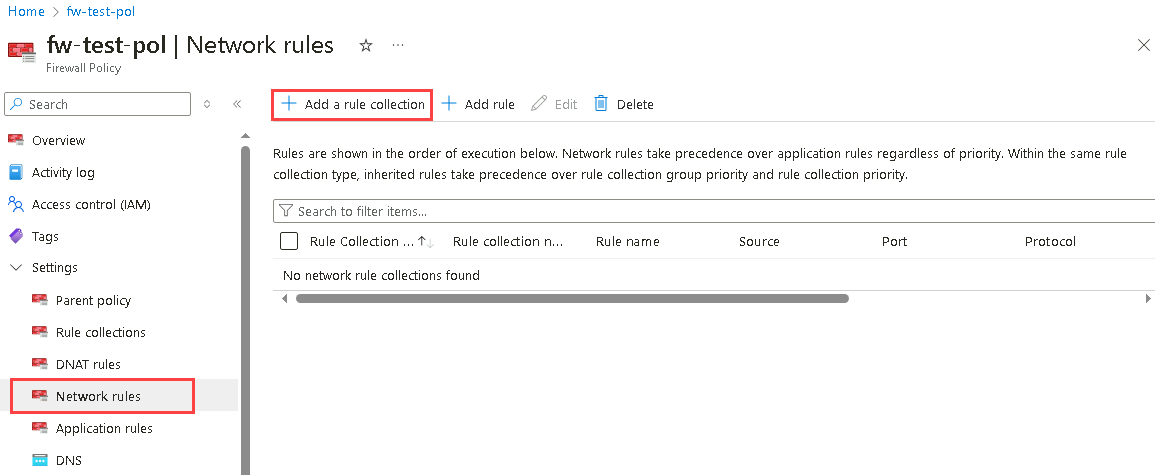 Home > fw-test-pol
fw-test-pol | Network rules
Firewall Policy
Search
Add a rule collection
Add rule
Edit
Delete
Overview
Activity log
Access control (IAM)
Tags
Settings
Parent policy
Rule collections
DNAT rules
Network rules
Application rules
DNS
Rules are shown in the order of execution below. Network rules take precedence over application rules regardless of priority. Within the same rule
collection type, inherited rules take precedence over rule collection group priority and rule collection priority.
Search to filter items...
Rule Collection ... Rule collection n... Rule name Source Port Protocol
No network rule collections found